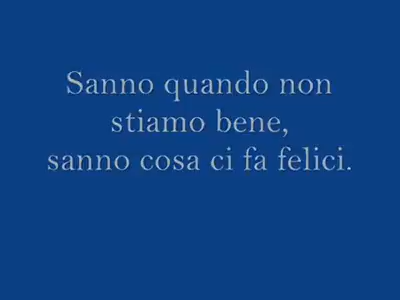 Sanno quando non
stiamo bene,
sanno cosa ci fa felici.